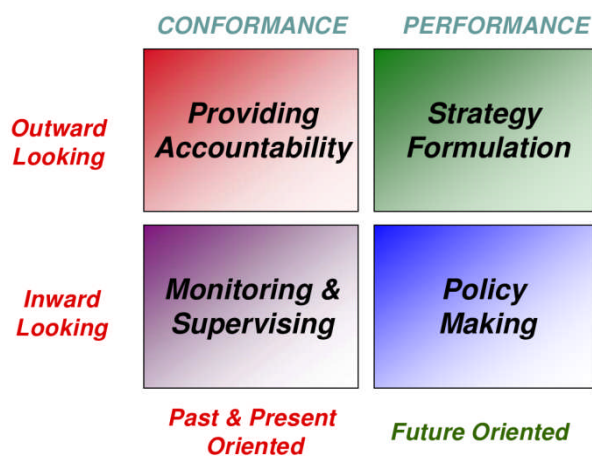 CONFORMANCE PERFORMANCE
Outward
Looking
Providing
Accountability
Strategy
Formulation
Inward
Looking
Monitoring &
Supervising
Policy
Making
Past & Present
Oriented
Future Oriented